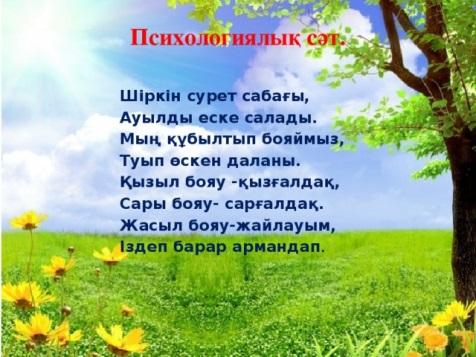 Психологиялық сәт.
Шіркін сурет сабағы,
Ауылды еске салады.
Мың құбылтып бояймыз,
Туып өскен даланы.
Қызыл бояу -қызғалдақ,
Сары бояу- сарғалдақ.
Жасыл бояу-жайлауым,
Іздеп барар армандап.